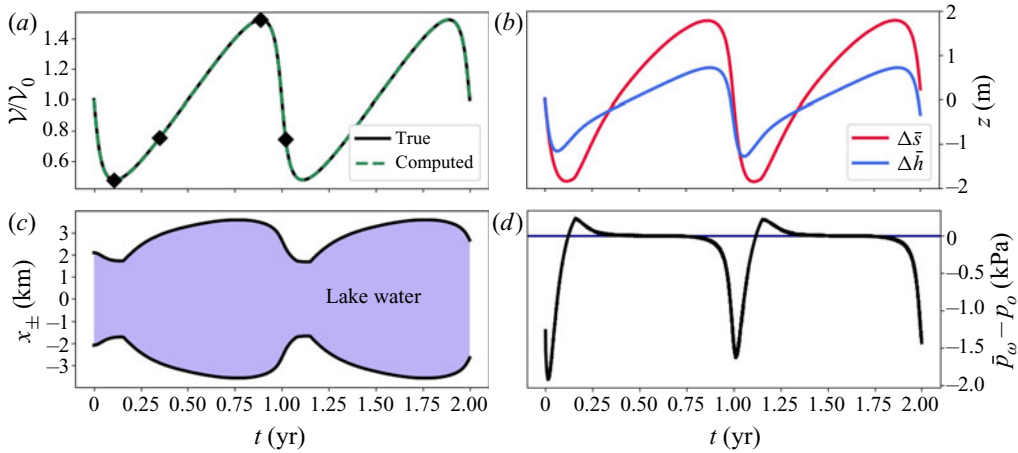 (a)
𝒱/𝒱₀
1.4
1.2
1.0
0.8
0.6
True
Computed
(b)
2
1
0
−1
−2
z (m)
Δs̄
Δh̄
(c)
x± (km)
3
2
1
0
−1
−2
−3
Lake water
0 0.25 0.50 0.75 1.00 1.25 1.50 1.75 2.00
t (yr)
(d)
0
−0.5
−1.0
−1.5
−2.0
p̄ω − pₒ (kPa)
0 0.25 0.50 0.75 1.00 1.25 1.50 1.75 2.00
t (yr)